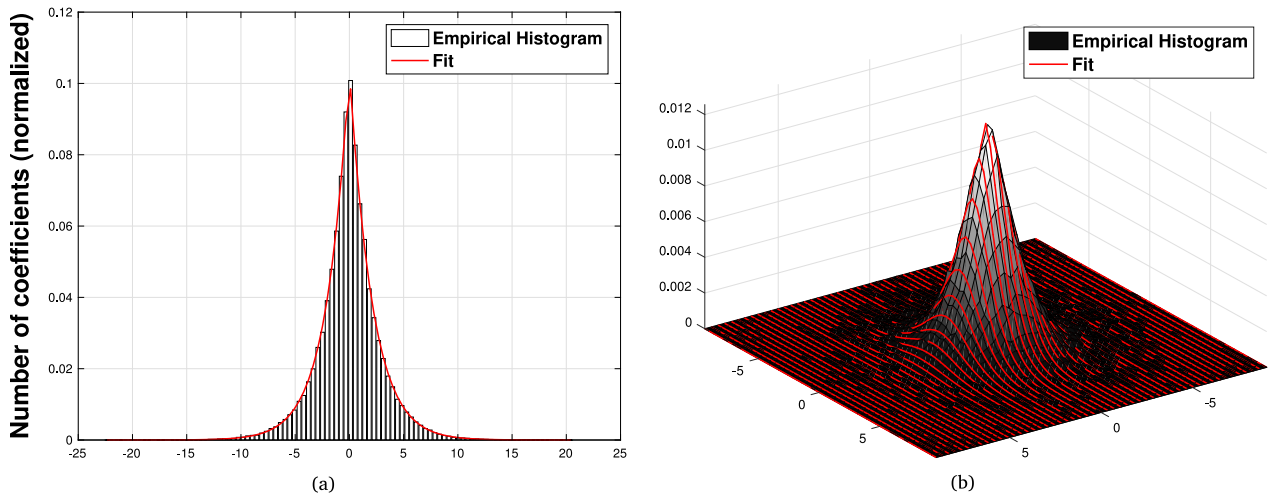 Number of coefficients (normalized)
0.12
0.1
0.08
0.06
0.04
0.02
0
-25 -20 -15 -10 -5 0 5 10 15 20 25
Empirical Histogram
Fit
(a)
Empirical Histogram
Fit
0.012
0.01
0.008
0.006
0.004
0.002
0
-5
0
5
5
0
-5
(b)